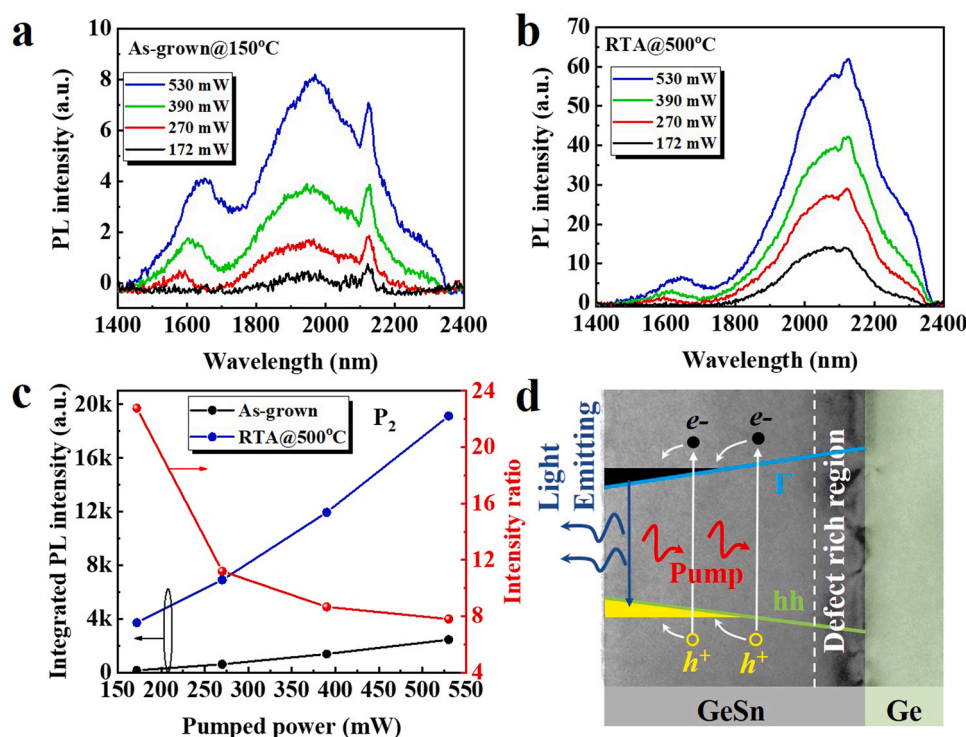 a
As-grown@150°C
530 mW
390 mW
270 mW
172 mW
PL intensity (a.u.)
10
8
6
4
2
0
1400 1600 1800 2000 2200 2400
Wavelength (nm)
b
RTA@500°C
530 mW
390 mW
270 mW
172 mW
PL intensity (a.u.)
70
60
50
40
30
20
10
0
1400 1600 1800 2000 2200 2400
Wavelength (nm)
c
As-grown
RTA@500°C
P2
Integrated PL intensity (a.u.)
20k
16k
12k
8k
4k
0
Intensity ratio
24
20
16
12
8
4
150 200 250 300 350 400 450 500 550
Pumped power (mW)
d
Light
Emitting
e- e-
Γ
Pump
hh
h+ h+
Defect rich region
GeSn Ge